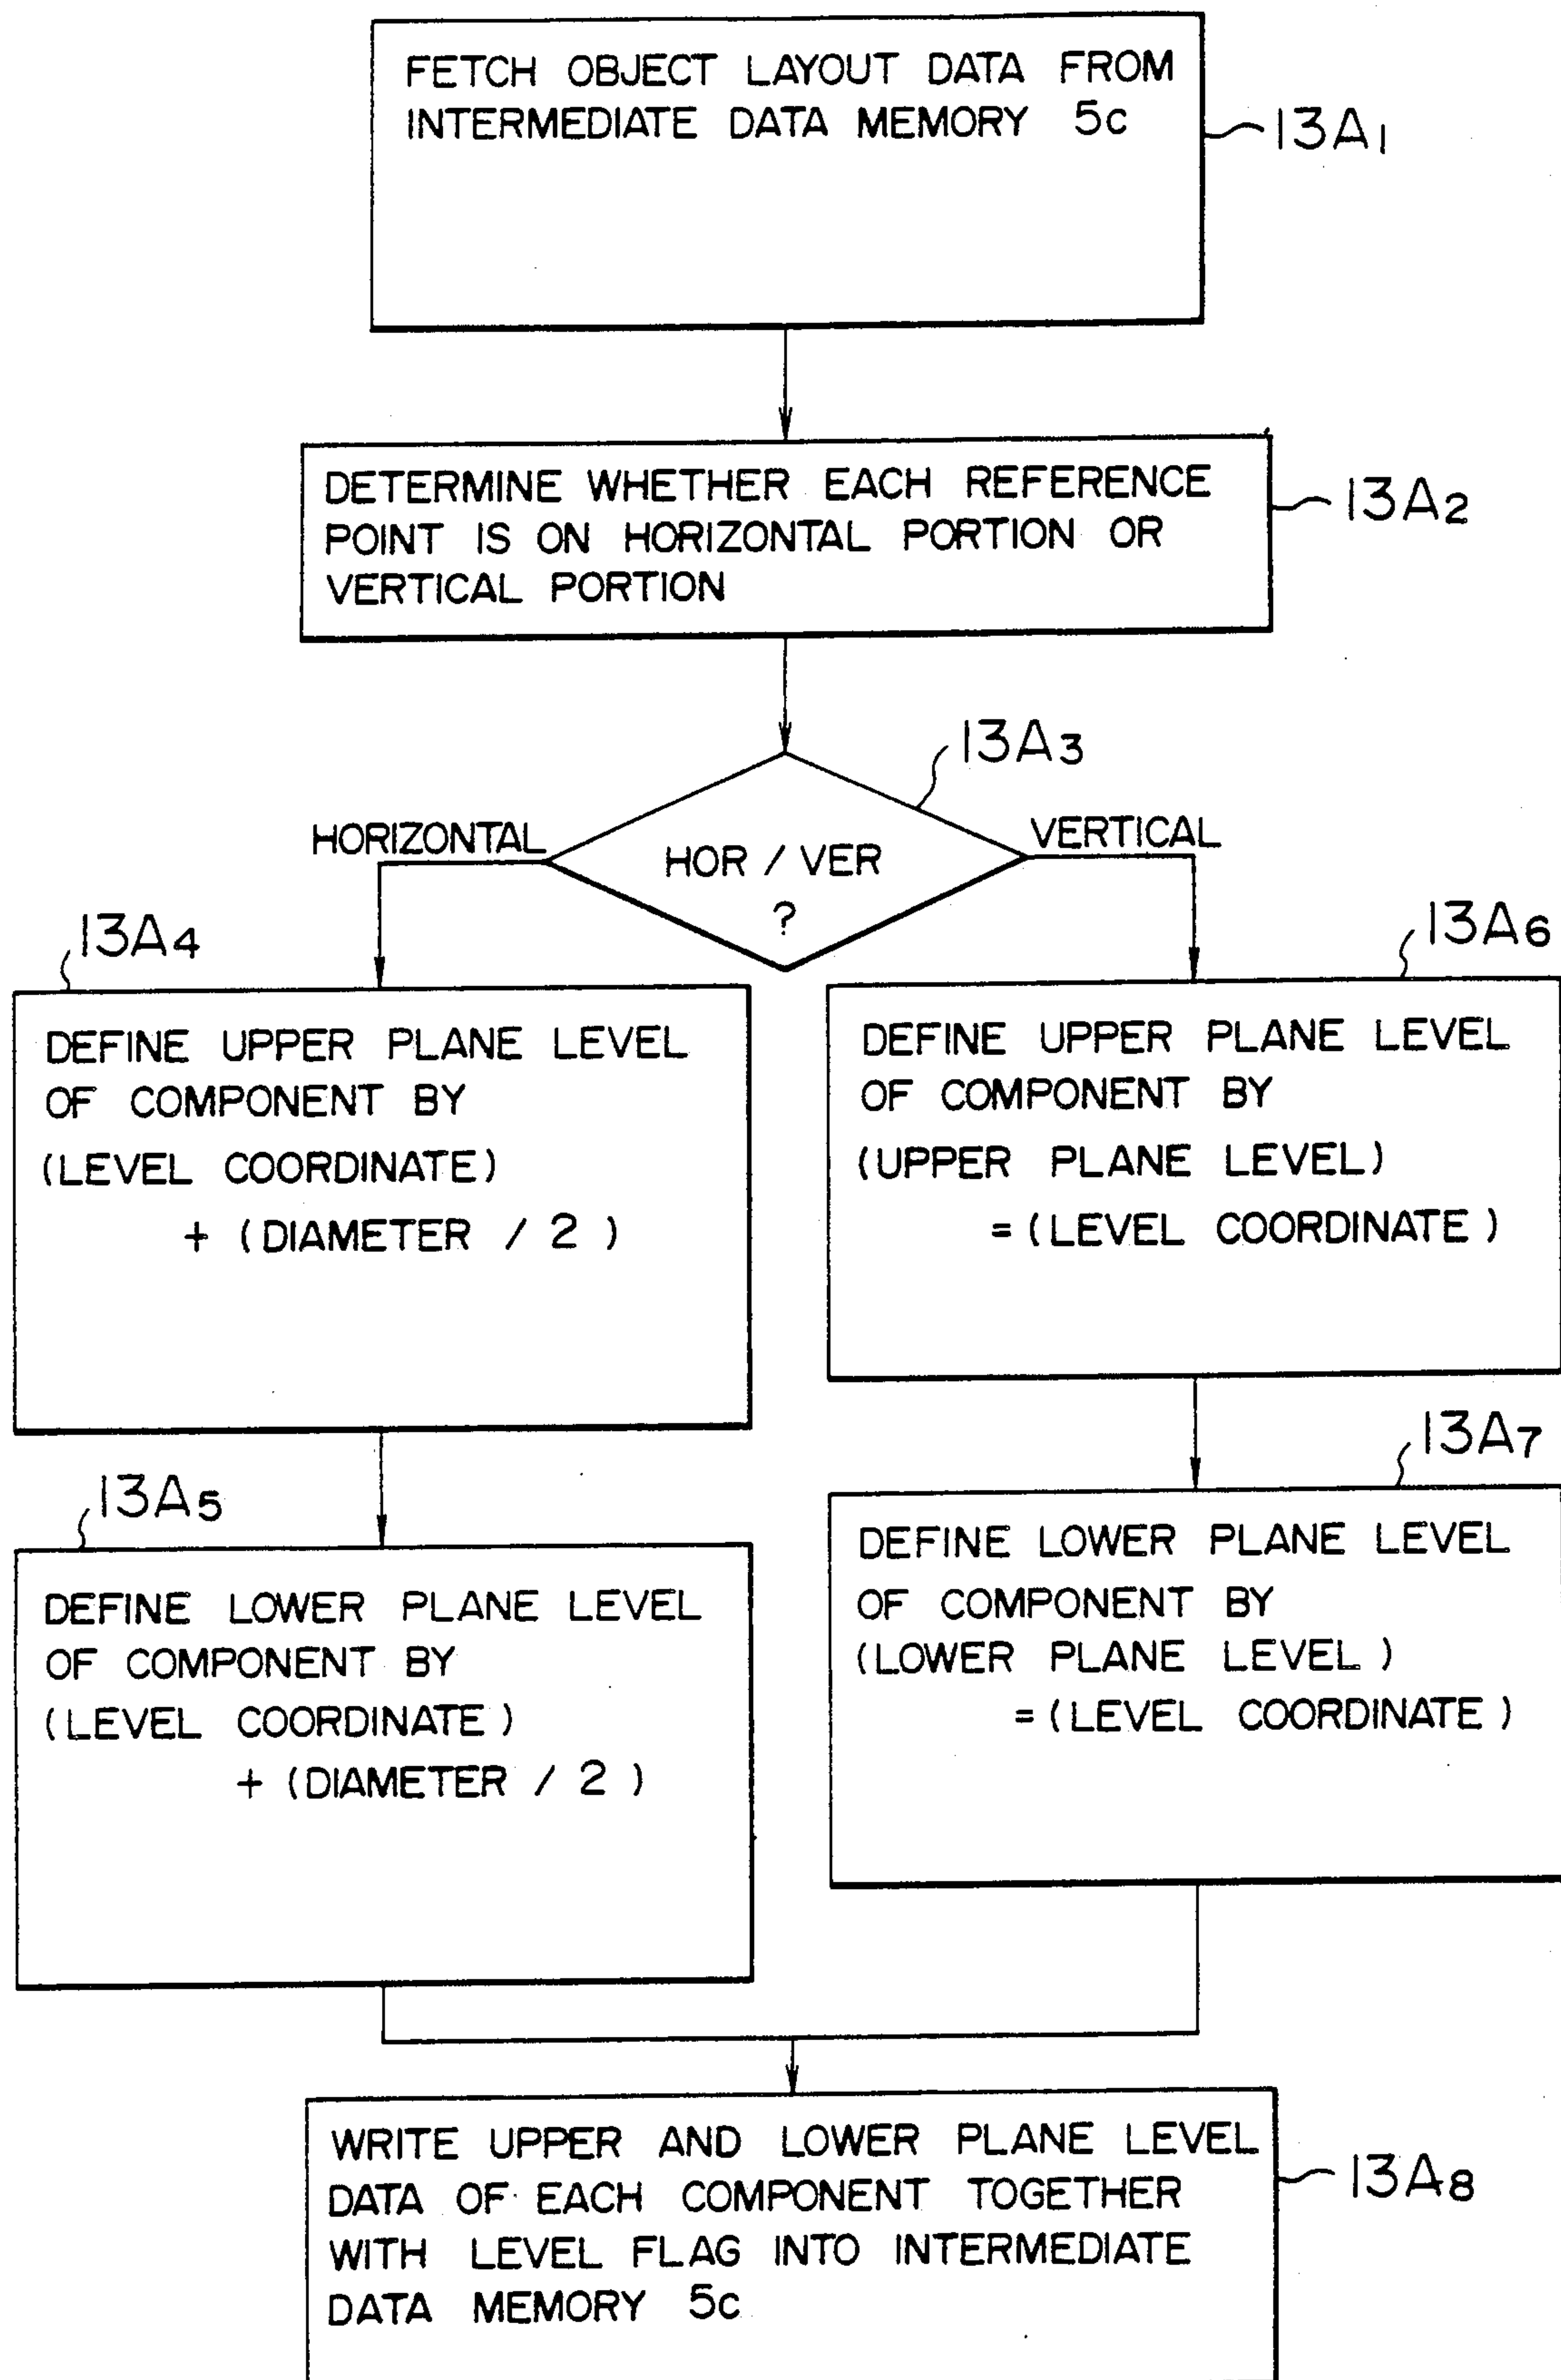 FETCH OBJECT LAYOUT DATA FROM
INTERMEDIATE DATA MEMORY 5c
13A1
DETERMINE WHETHER EACH REFERENCE
POINT IS ON HORIZONTAL PORTION OR
VERTICAL PORTION
13A2
13A3
HORIZONTAL
HOR / VER
?
VERTICAL
13A4
DEFINE UPPER PLANE LEVEL
OF COMPONENT BY
(LEVEL COORDINATE)
+ (DIAMETER / 2 )
13A6
DEFINE UPPER PLANE LEVEL
OF COMPONENT BY
(UPPER PLANE LEVEL)
= (LEVEL COORDINATE )
13A5
DEFINE LOWER PLANE LEVEL
OF COMPONENT BY
(LEVEL COORDINATE )
+ (DIAMETER / 2 )
13A7
DEFINE LOWER PLANE LEVEL
OF COMPONENT BY
(LOWER PLANE LEVEL )
= (LEVEL COORDINATE )
WRITE UPPER AND LOWER PLANE LEVEL
DATA OF EACH COMPONENT TOGETHER
WITH LEVEL FLAG INTO INTERMEDIATE
DATA MEMORY 5c
13A8